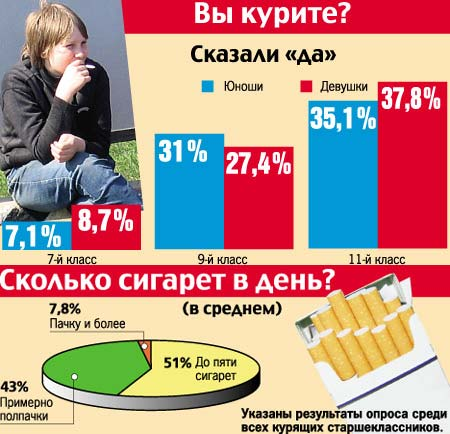 Вы курите?
Сказали «да»
Юноши Девушки
7,1% 8,7% 31% 27,4% 35,1% 37,8%
7-й класс 9-й класс 11-й класс
Сколько сигарет в день?
(в среднем)
7,8%
Пачку и более
51% До пяти
сигарет
43%
Примерно
полпачки
Указаны результаты опроса среди
всех курящих старшеклассников.